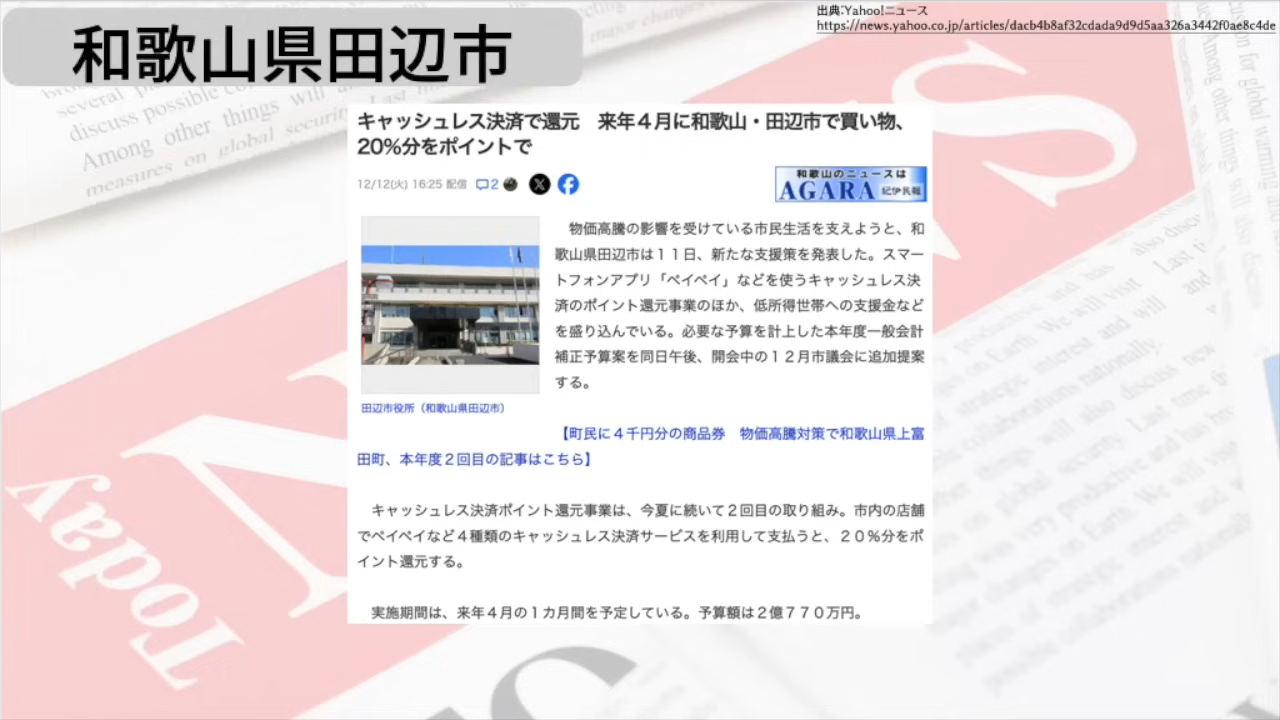 和歌山県田辺市
出典:Yahoo!ニュース
https://news.yahoo.co.jp/articles/dacb4b8af32cdada9d9d5aa326a3442f0ae8c4de
キャッシュレス決済で還元　来年４月に和歌山・田辺市で買い物、
20%分をポイントで
12/12(火) 16:25 配信 2
和歌山のニュースは
AGARA 紀伊民報
物価高騰の影響を受けている市民生活を支えようと、和
歌山県田辺市は１１日、新たな支援策を発表した。スマー
トフォンアプリ「ペイペイ」などを使うキャッシュレス決
済のポイント還元事業のほか、低所得世帯への支援金など
を盛り込んでいる。必要な予算を計上した本年度一般会計
補正予算案を同日午後、開会中の１２月市議会に追加提案
する。
田辺市役所（和歌山県田辺市）
【町民に４千円分の商品券　物価高騰対策で和歌山県上富
田町、本年度２回目の記事はこちら】
キャッシュレス決済ポイント還元事業は、今夏に続いて２回目の取り組み。市内の店舗
でペイペイなど４種類のキャッシュレス決済サービスを利用して支払うと、２０％分をポ
イント還元する。
実施期間は、来年４月の１カ月間を予定している。予算額は２億７７０万円。
several
discuss possible
Among other things will
measures on global security
Today